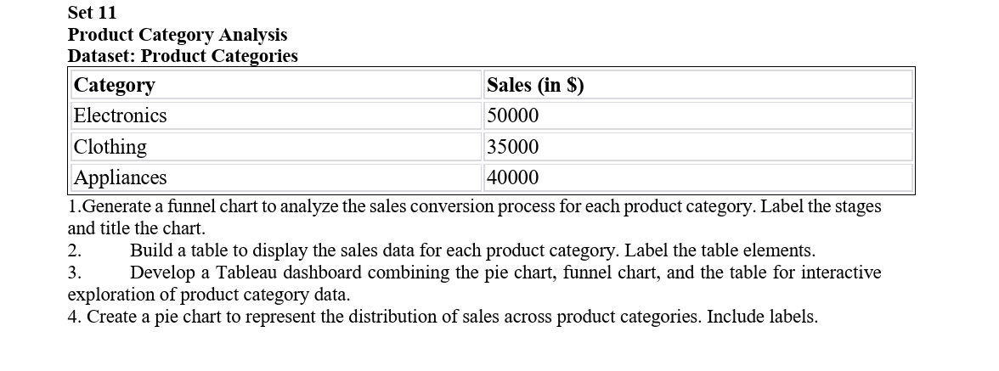 Set 11
Product Category Analysis
Dataset: Product Categories
Category Sales (in $)
Electronics 50000
Clothing 35000
Appliances 40000
1.Generate a funnel chart to analyze the sales conversion process for each product category. Label the stages
and title the chart.
2. Build a table to display the sales data for each product category. Label the table elements.
3. Develop a Tableau dashboard combining the pie chart, funnel chart, and the table for interactive
exploration of product category data.
4. Create a pie chart to represent the distribution of sales across product categories. Include labels.